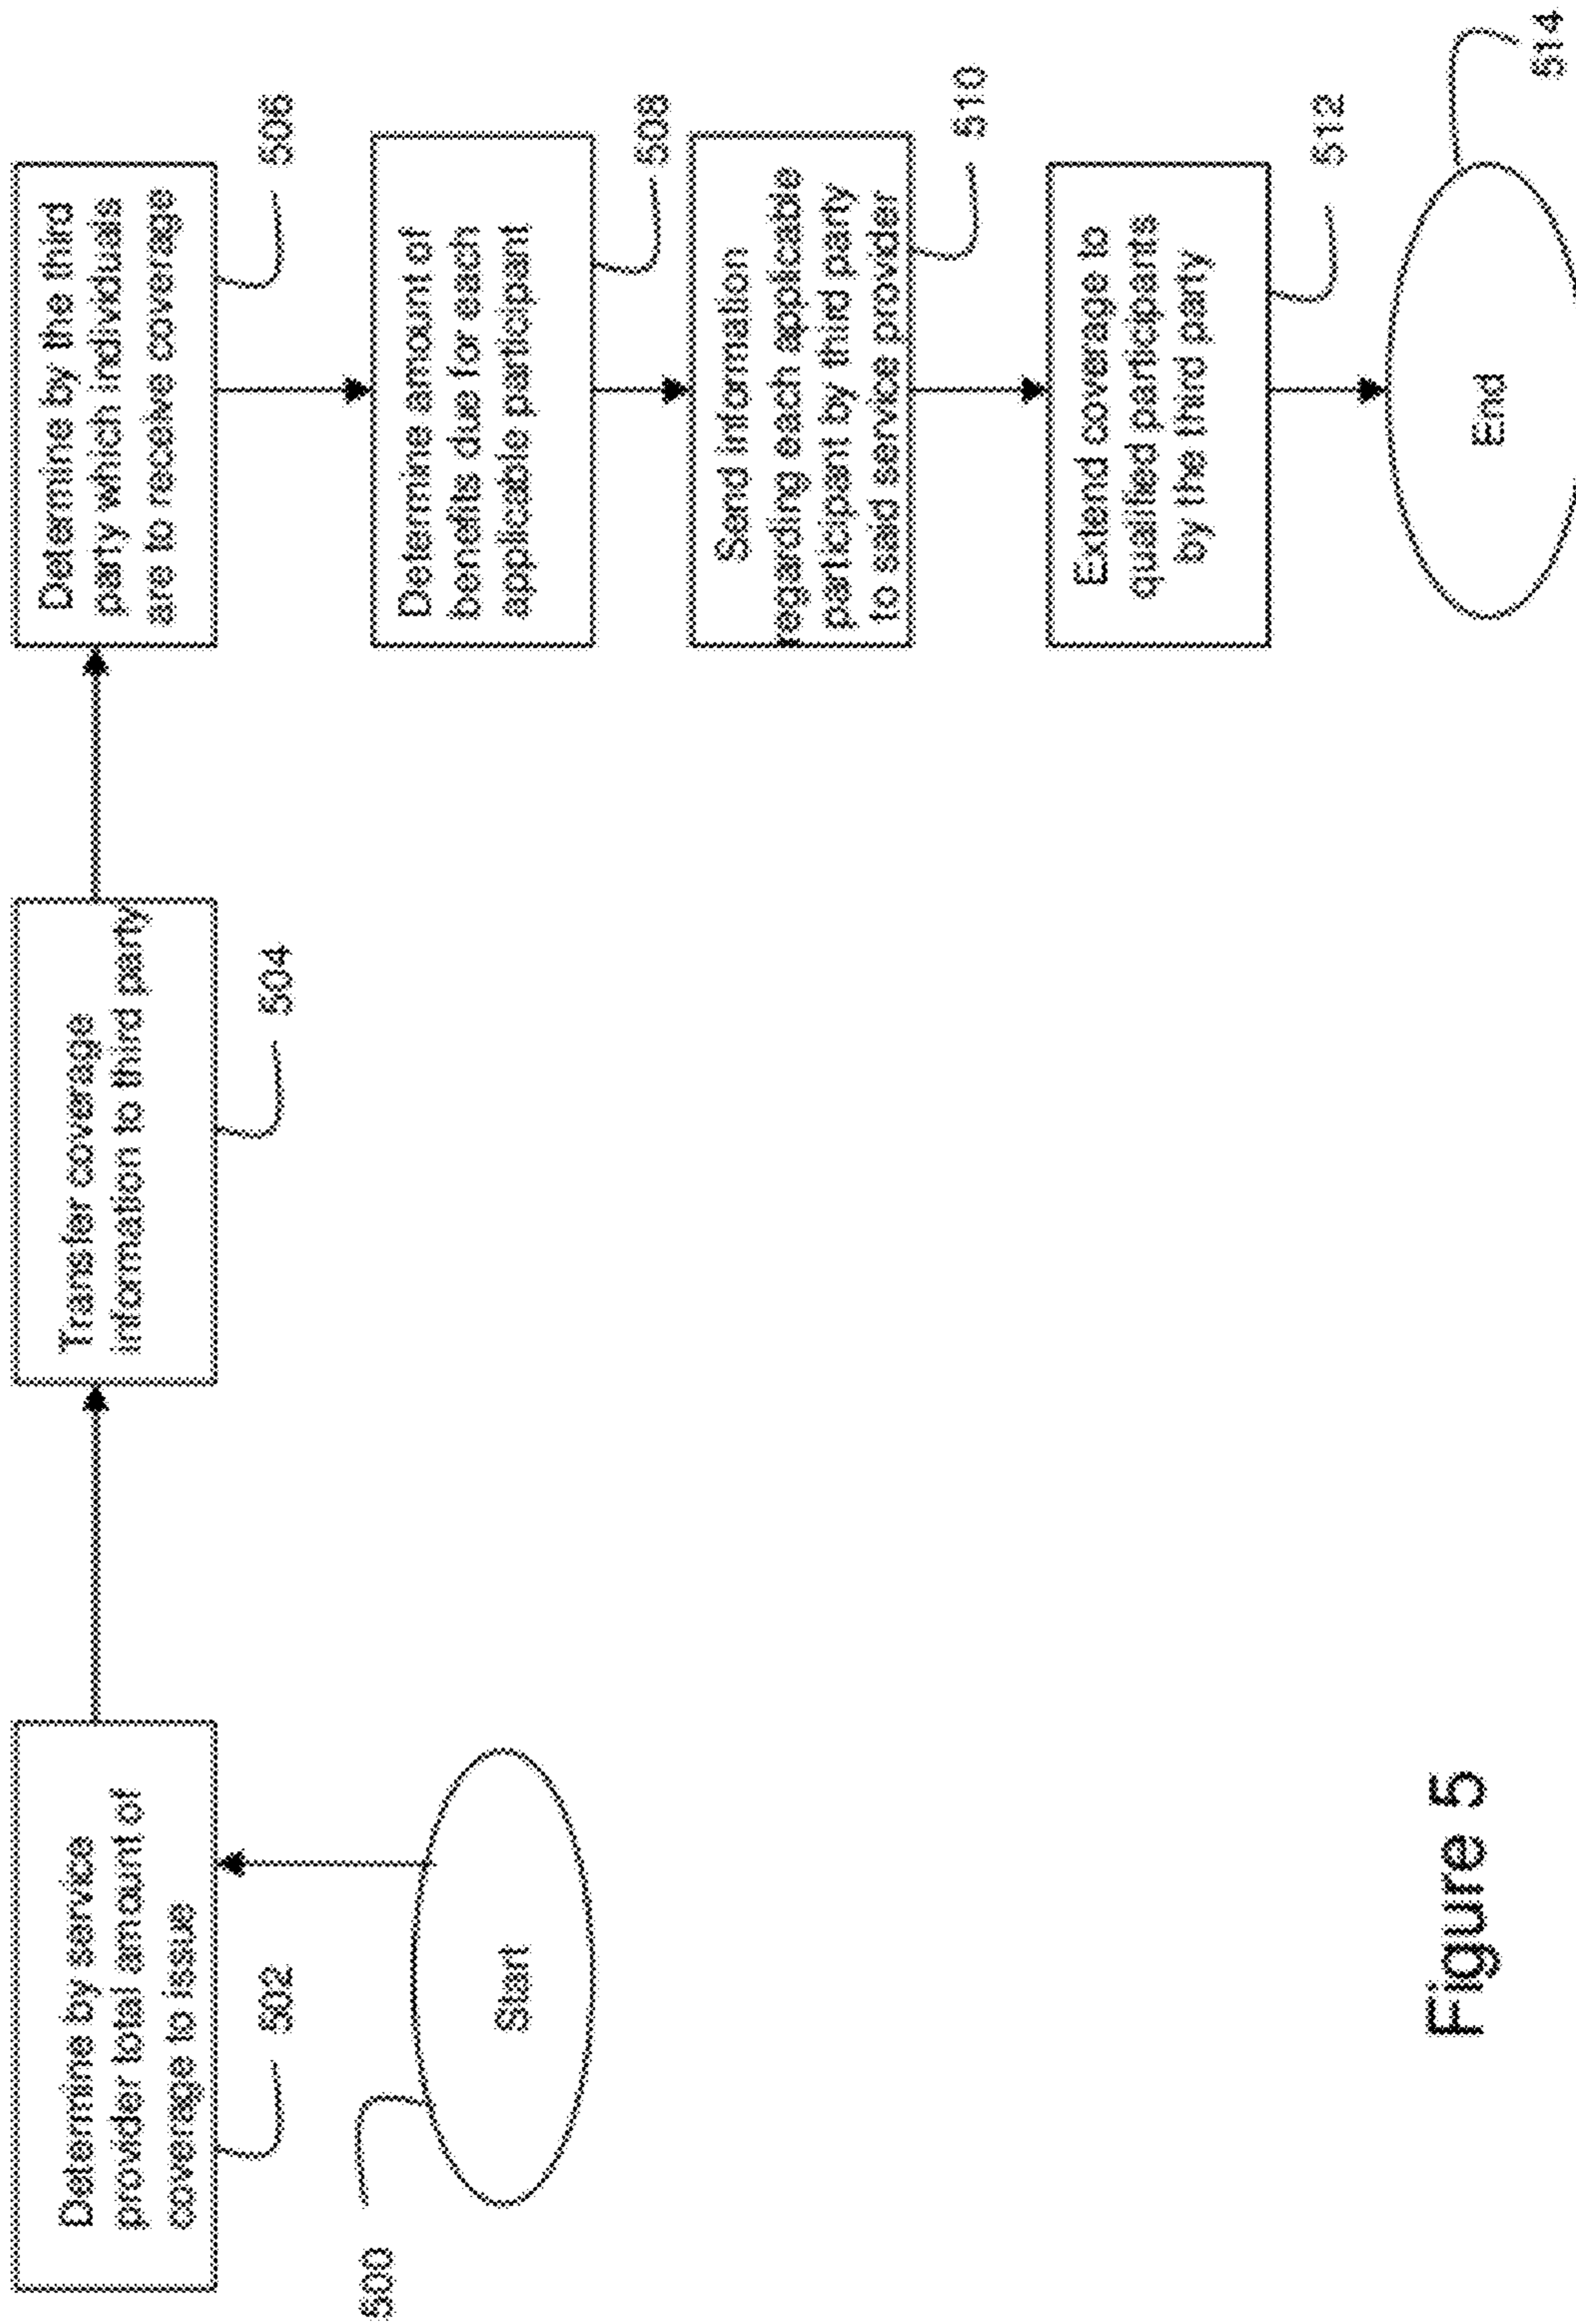 500
Start
Determine by service
provider total amount of
coverage to issue
502
Transfer coverage
information to third party
504
Determine by the third
party which individuals
are to receive coverage
506
Determine amount of
benefits due for each
applicable participant
508
Send information
regarding each applicable
participant by third party
to said service provider
510
Extend coverage to
qualified participants
by the third party
512
End
514
Figure 5